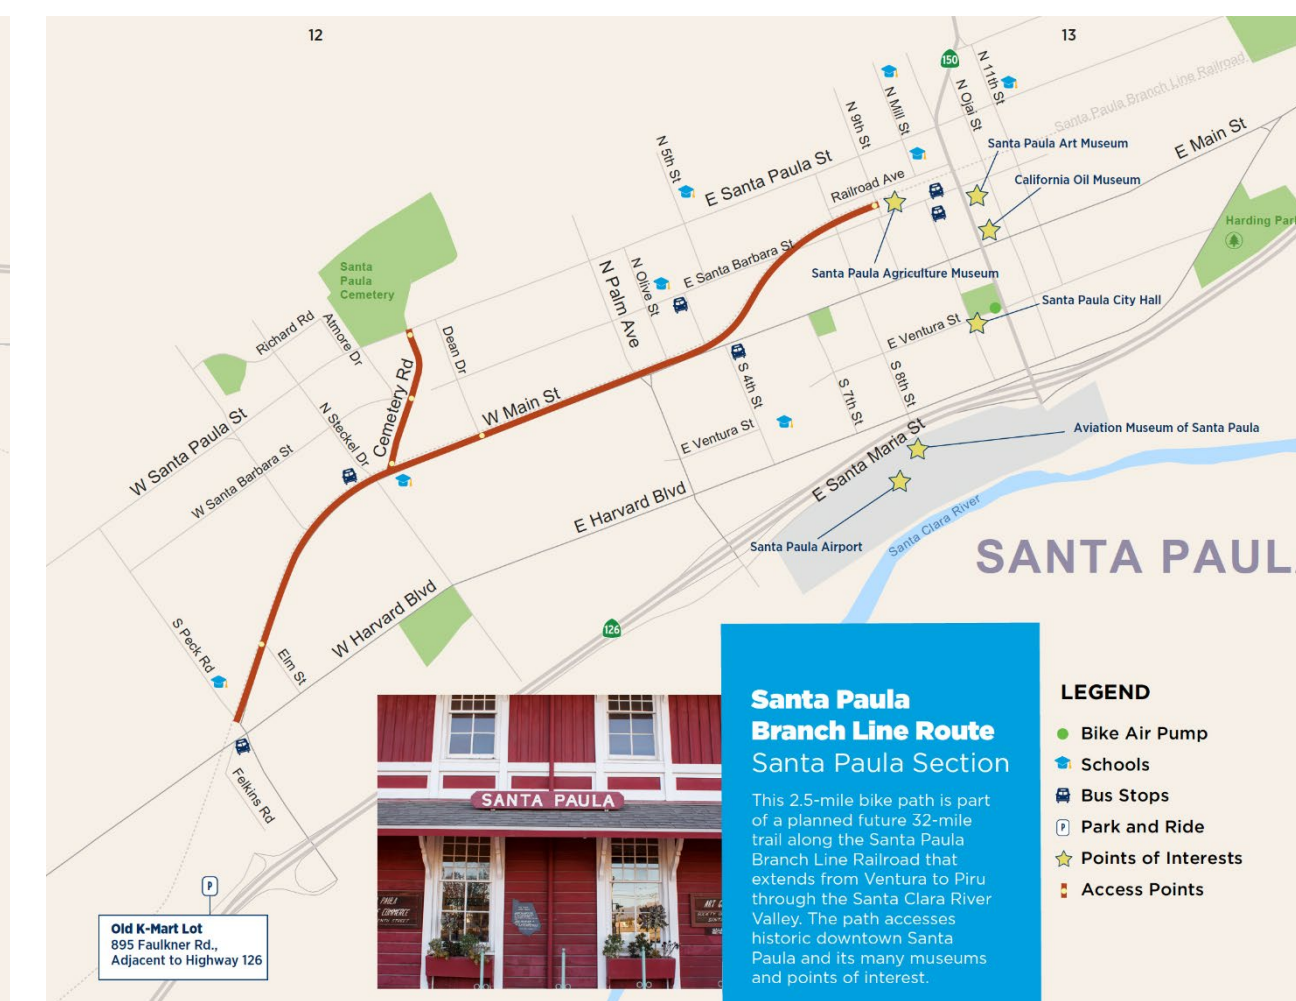 12
13
150
N 11th St
N Ojai St
N Mill St
N 9th St
Santa Paula Branch Line Railroad
E Main St
Santa Paula Art Museum
California Oil Museum
N 5th St
E Santa Paula St
Railroad Ave
Harding Park
Santa Paula Agriculture Museum
E Santa Barbara St
N Olive St
N Palm Ave
Santa
Paula
Cemetery
Santa Paula City Hall
E Ventura St
Richard Rd
Atmore Dr
Dean Dr
Cemetery Rd
W Main St
S 4th St
S 7th St
S 8th St
W Santa Paula St
N Steckel Dr
W Santa Barbara St
E Ventura St
Aviation Museum of Santa Paula
E Santa Maria St
E Harvard Blvd
Santa Paula Airport
Santa Clara River
SANTA PAUL
S Peck Rd
Elm St
W Harvard Blvd
126
Felkins Rd
P
Old K-Mart Lot
895 Faulkner Rd.,
Adjacent to Highway 126
SANTA PAULA
PAULA
COMMERCE
ART
Santa Paula
Branch Line Route
Santa Paula Section
This 2.5-mile bike path is part
of a planned future 32-mile
trail along the Santa Paula
Branch Line Railroad that
extends from Ventura to Piru
through the Santa Clara River
Valley. The path accesses
historic downtown Santa
Paula and its many museums
and points of interest.
LEGEND
Bike Air Pump
Schools
Bus Stops
P Park and Ride
Points of Interests
Access Points